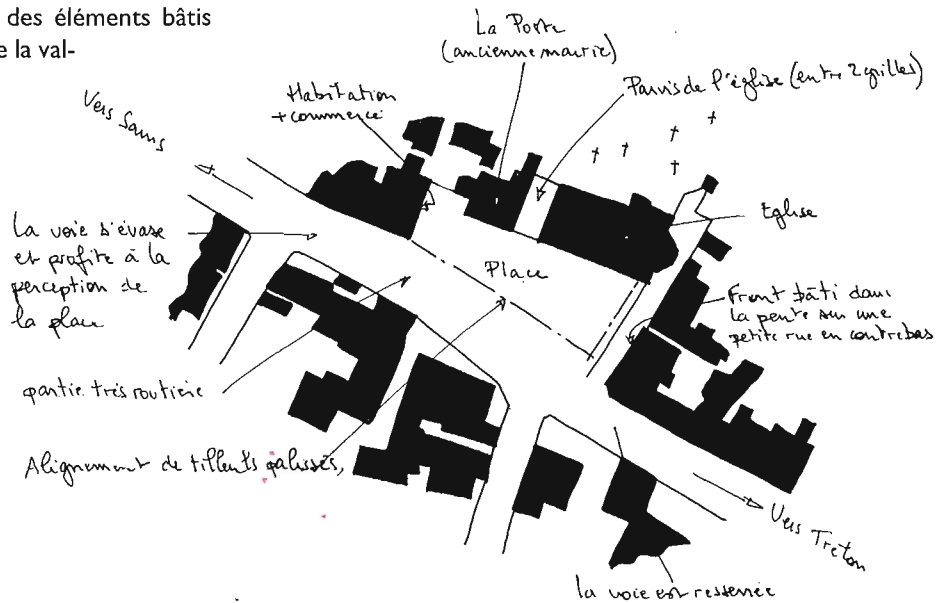 des éléments bâtis
e la val-
La Poste
(ancienne mairie)
Parvis de l'église (entre 2 grilles)
Habitation
+ commerce
Vers Sains
Eglise
La voie s'évase
et profite à la
perception de
la place
Place
Front bâti dans
la pente sur une
petite rue en contrebas
partie très routière
Alignement de tilleuls palissés,
Vers Trelon
la voie est resserrée